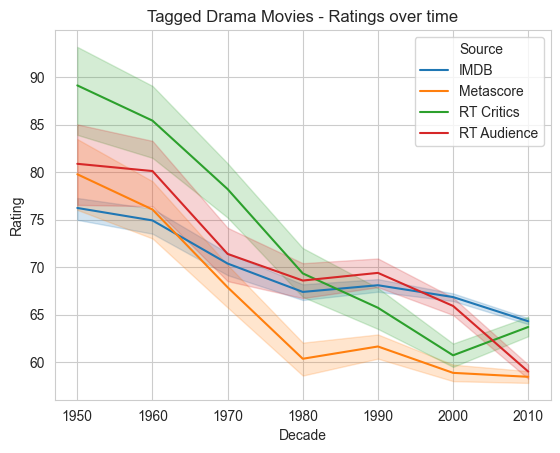 Tagged Drama Movies - Ratings over time
Source
IMDB
Metascore
RT Critics
RT Audience
90
85
80
75
70
65
60
Rating
1950 1960 1970 1980 1990 2000 2010
Decade